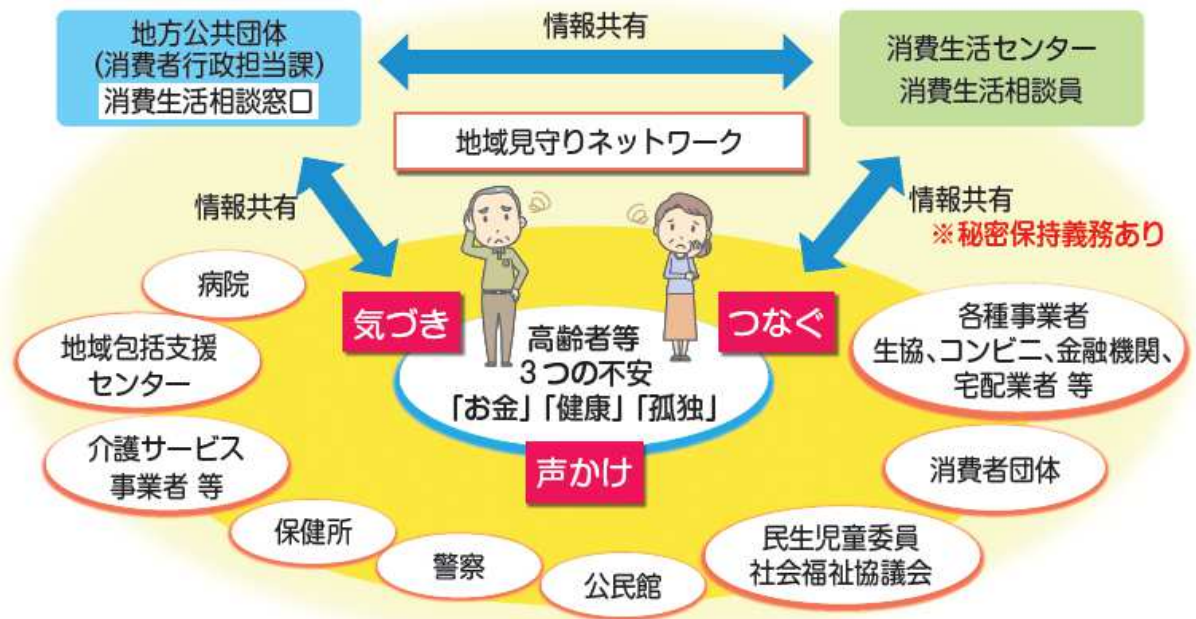 地方公共団体
(消費者行政担当課)
消費生活相談窓口
情報共有
消費生活センター
消費生活相談員
地域見守りネットワーク
情報共有
情報共有
※秘密保持義務あり
病院
気づき
つなぐ
地域包括支援
センター
高齢者等
3つの不安
「お金」「健康」「孤独」
各種事業者
生協、コンビニ、金融機関、
宅配業者 等
介護サービス
事業者 等
声かけ
消費者団体
保健所
警察
公民館
民生児童委員
社会福祉協議会